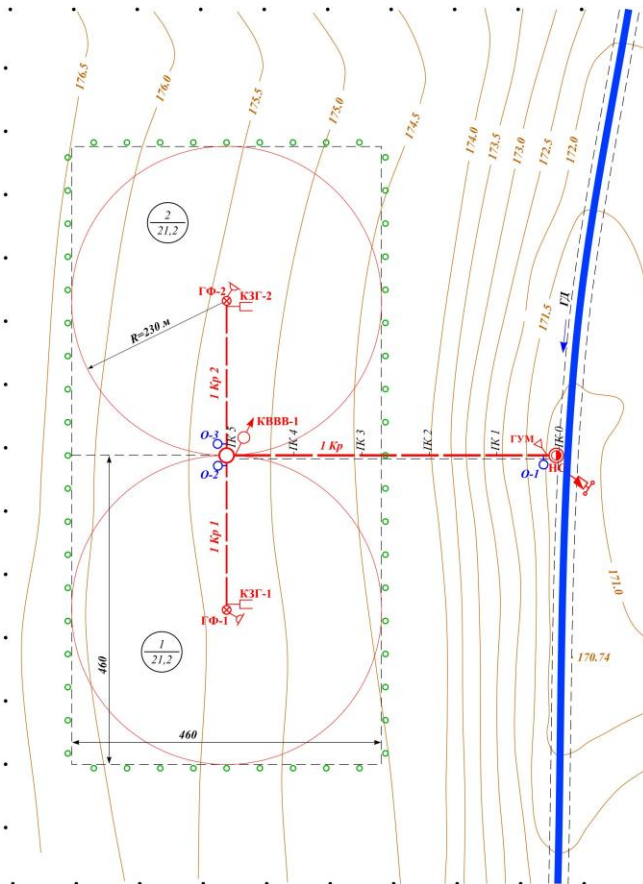 176.5
176.0
175.5
175.0
174.5
174.0
173.5
173.0
172.5
172.0
2
21,2
ГФ-2
КЗГ-2
171.5
ГД
R=230 м
1 Кр 2
КВВВ-1
О-3
ПК 5
ПК 4
ПК 3
ПК 2
ПК 1
ПК 0
1 Кр
ГУМ
О-2
О-1
НС
1 Кр 1
171.0
КЗГ-1
ГФ-1
1
21,2
460
170.74
460